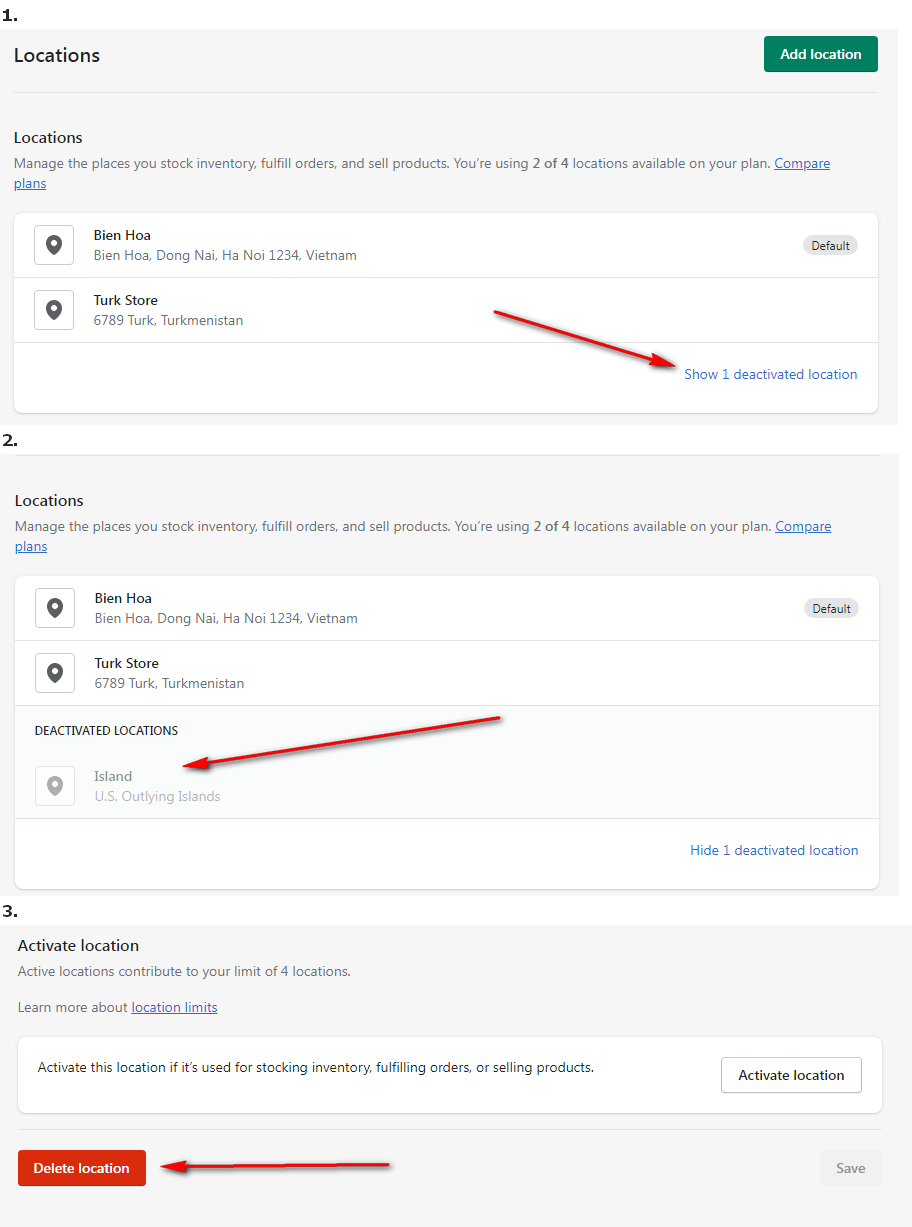 1.
Locations
Add location
Locations
Manage the places you stock inventory, fulfill orders, and sell products. You’re using 2 of 4 locations available on your plan. Compare
plans
Bien Hoa
Bien Hoa, Dong Nai, Ha Noi 1234, Vietnam
Default
Turk Store
6789 Turk, Turkmenistan
Show 1 deactivated location
2.
Locations
Manage the places you stock inventory, fulfill orders, and sell products. You’re using 2 of 4 locations available on your plan. Compare
plans
Bien Hoa
Bien Hoa, Dong Nai, Ha Noi 1234, Vietnam
Default
Turk Store
6789 Turk, Turkmenistan
DEACTIVATED LOCATIONS
Island
U.S. Outlying Islands
Hide 1 deactivated location
3.
Activate location
Active locations contribute to your limit of 4 locations.
Learn more about location limits
Activate this location if it’s used for stocking inventory, fulfilling orders, or selling products.
Activate location
Delete location
Save